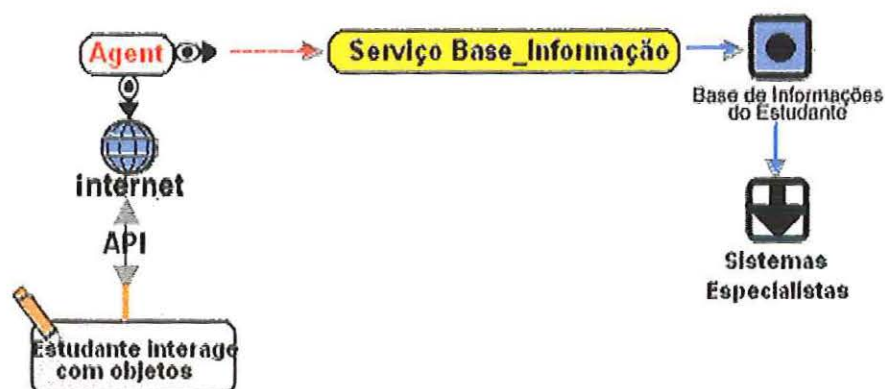 Agent
Serviço Base_Informação
Base de Informações
do Estudante
internet
API
Sistemas
Especialistas
Estudante interage
com objetos